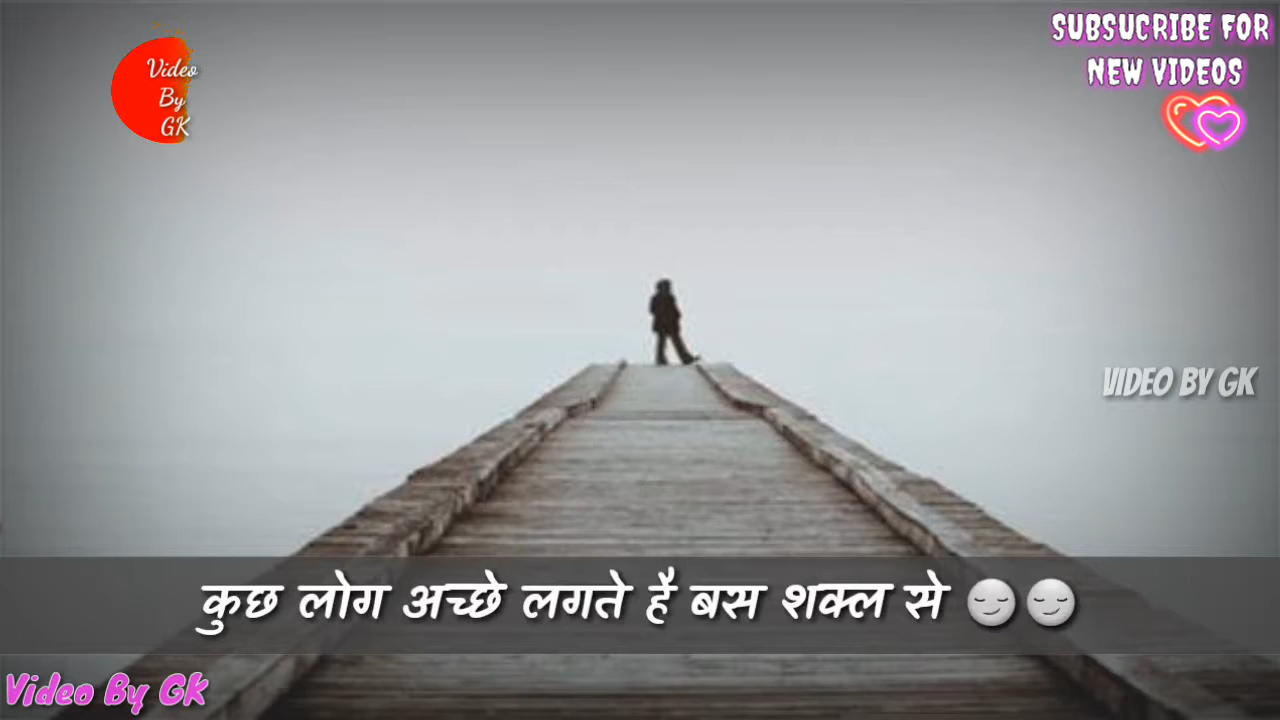 Video
By
GK
SUBSUCRIBE FOR
NEW VIDEOS
VIDEO BY GK
कुछ लोग अच्छे लगते है बस शक्ल से 😏😏
Video By GK